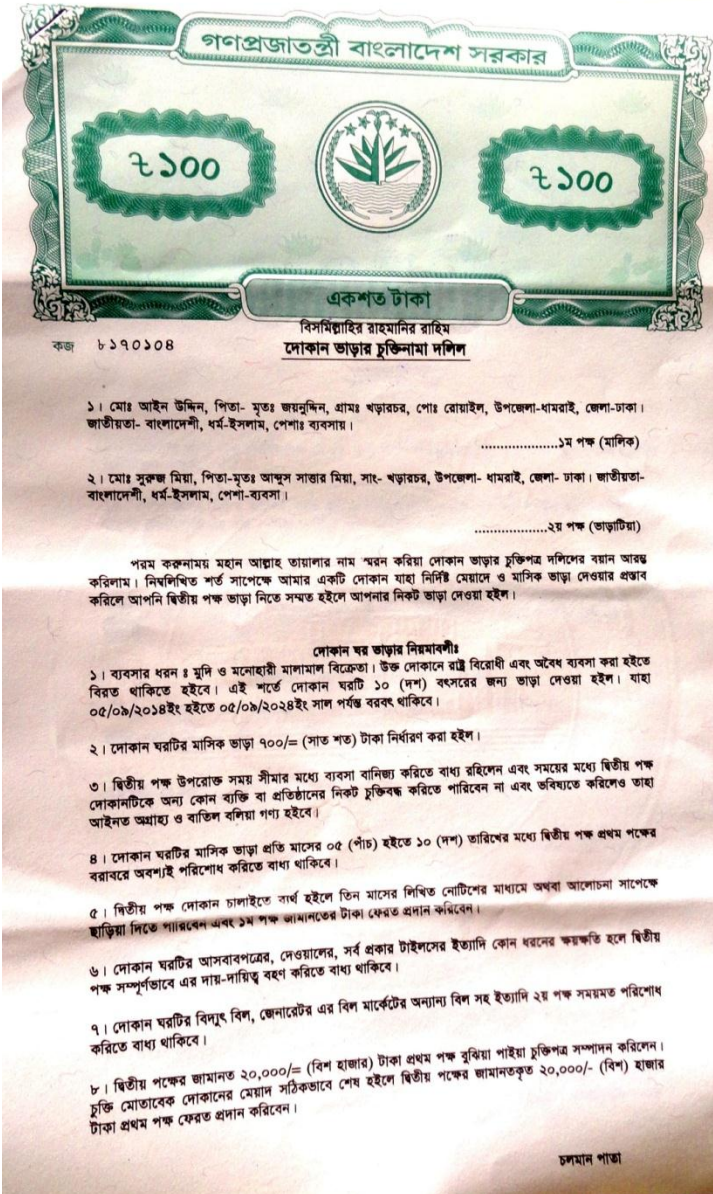 গণপ্রজাতন্ত্রী বাংলাদেশ সরকার
৳১০০
৳১০০
একশত টাকা
বিসমিল্লাহির রাহমানির রাহিম
কজ ৮১৭০১০৪
দোকান ভাড়ার চুক্তিনামা দলিল
১। মোঃ আইন উদ্দিন, পিতা- মৃতঃ জয়নুদ্দিন, গ্রামঃ খড়ারচর, পোঃ রোয়াইল, উপজেলা-ধামরাই, জেলা-ঢাকা।
জাতীয়তা- বাংলাদেশী, ধর্ম-ইসলাম, পেশাঃ ব্যবসায়।
....................১ম পক্ষ (মালিক)
২। মোঃ সুরুজ মিয়া, পিতা-মৃতঃ আব্দুস সাত্তার মিয়া, সাং- খড়ারচর, উপজেলা- ধামরাই, জেলা- ঢাকা। জাতীয়তা-
বাংলাদেশী, ধর্ম-ইসলাম, পেশা-ব্যবসা।
...................২য় পক্ষ (ভাড়াটিয়া)
পরম করুনাময় মহান আল্লাহ তায়ালার নাম স্মরন করিয়া দোকান ভাড়ার চুক্তিপত্র দলিলের বয়ান আরম্ভ
করিলাম। নিম্নলিখিত শর্ত সাপেক্ষে আমার একটি দোকান যাহা নির্দিষ্ট মেয়াদে ও মাসিক ভাড়া দেওয়ার প্রস্তাব
করিলে আপনি দ্বিতীয় পক্ষ ভাড়া নিতে সম্মত হইলে আপনার নিকট ভাড়া দেওয়া হইল।
দোকান ঘর ভাড়ার নিয়মাবলীঃ
১। ব্যবসার ধরন ঃ মুদি ও মনোহারী মালামাল বিক্রেতা। উক্ত দোকানে রাষ্ট্র বিরোধী এবং অবৈধ ব্যবসা করা হইতে
বিরত থাকিতে হইবে। এই শর্তে দোকান ঘরটি ১০ (দশ) বৎসরের জন্য ভাড়া দেওয়া হইল। যাহা
০৫/০৯/২০১৪ইং হইতে ০৫/০৯/২০২৪ইং সাল পর্যন্ত বরবৎ থাকিবে।
২। দোকান ঘরটির মাসিক ভাড়া ৭০০/= (সাত শত) টাকা নির্ধারণ করা হইল।
৩। দ্বিতীয় পক্ষ উপরোক্ত সময় সীমার মধ্যে ব্যবসা বানিজ্য করিতে বাধ্য রহিলেন এবং সময়ের মধ্যে দ্বিতীয় পক্ষ
দোকানটিকে অন্য কোন ব্যক্তি বা প্রতিষ্ঠানের নিকট চুক্তিবদ্ধ করিতে পারিবেন না এবং ভবিষ্যতে করিলেও তাহা
আইনত অগ্রাহ্য ও বাতিল বলিয়া গণ্য হইবে।
৪। দোকান ঘরটির মাসিক ভাড়া প্রতি মাসের ০৫ (পাঁচ) হইতে ১০ (দশ) তারিখের মধ্যে দ্বিতীয় পক্ষ প্রথম পক্ষের
বরাবরে অবশ্যই পরিশোধ করিতে বাধ্য থাকিবে।
৫। দ্বিতীয় পক্ষ দোকান চালাইতে ব্যর্থ হইলে তিন মাসের লিখিত নোটিশের মাধ্যমে অথবা আলোচনা সাপেক্ষে
ছাড়িয়া দিতে পারিবেন এবং ১ম পক্ষ জামানতের টাকা ফেরত প্রদান করিবেন।
৬। দোকান ঘরটির আসবাবপত্রের, দেওয়ালের, সর্ব প্রকার টাইলসের ইত্যাদি কোন ধরনের ক্ষয়ক্ষতি হলে দ্বিতীয়
পক্ষ সম্পূর্ণভাবে এর দায়-দায়িত্ব বহণ করিতে বাধ্য থাকিবে।
৭। দোকান ঘরটির বিদ্যুৎ বিল, জেনারেটর এর বিল মার্কেটের অন্যান্য বিল সহ ইত্যাদি ২য় পক্ষ সময়মত পরিশোধ
করিতে বাধ্য থাকিবে।
৮। দ্বিতীয় পক্ষের জামানত ২০,০০০/= (বিশ হাজার) টাকা প্রথম পক্ষ বুঝিয়া পাইয়া চুক্তিপত্র সম্পাদন করিলেন।
চুক্তি মোতাবেক দোকানের মেয়াদ সঠিকভাবে শেষ হইলে দ্বিতীয় পক্ষের জামানতকৃত ২০,০০০/- (বিশ) হাজার
টাকা প্রথম পক্ষ ফেরত প্রদান করিবেন।
চলমান পাতা